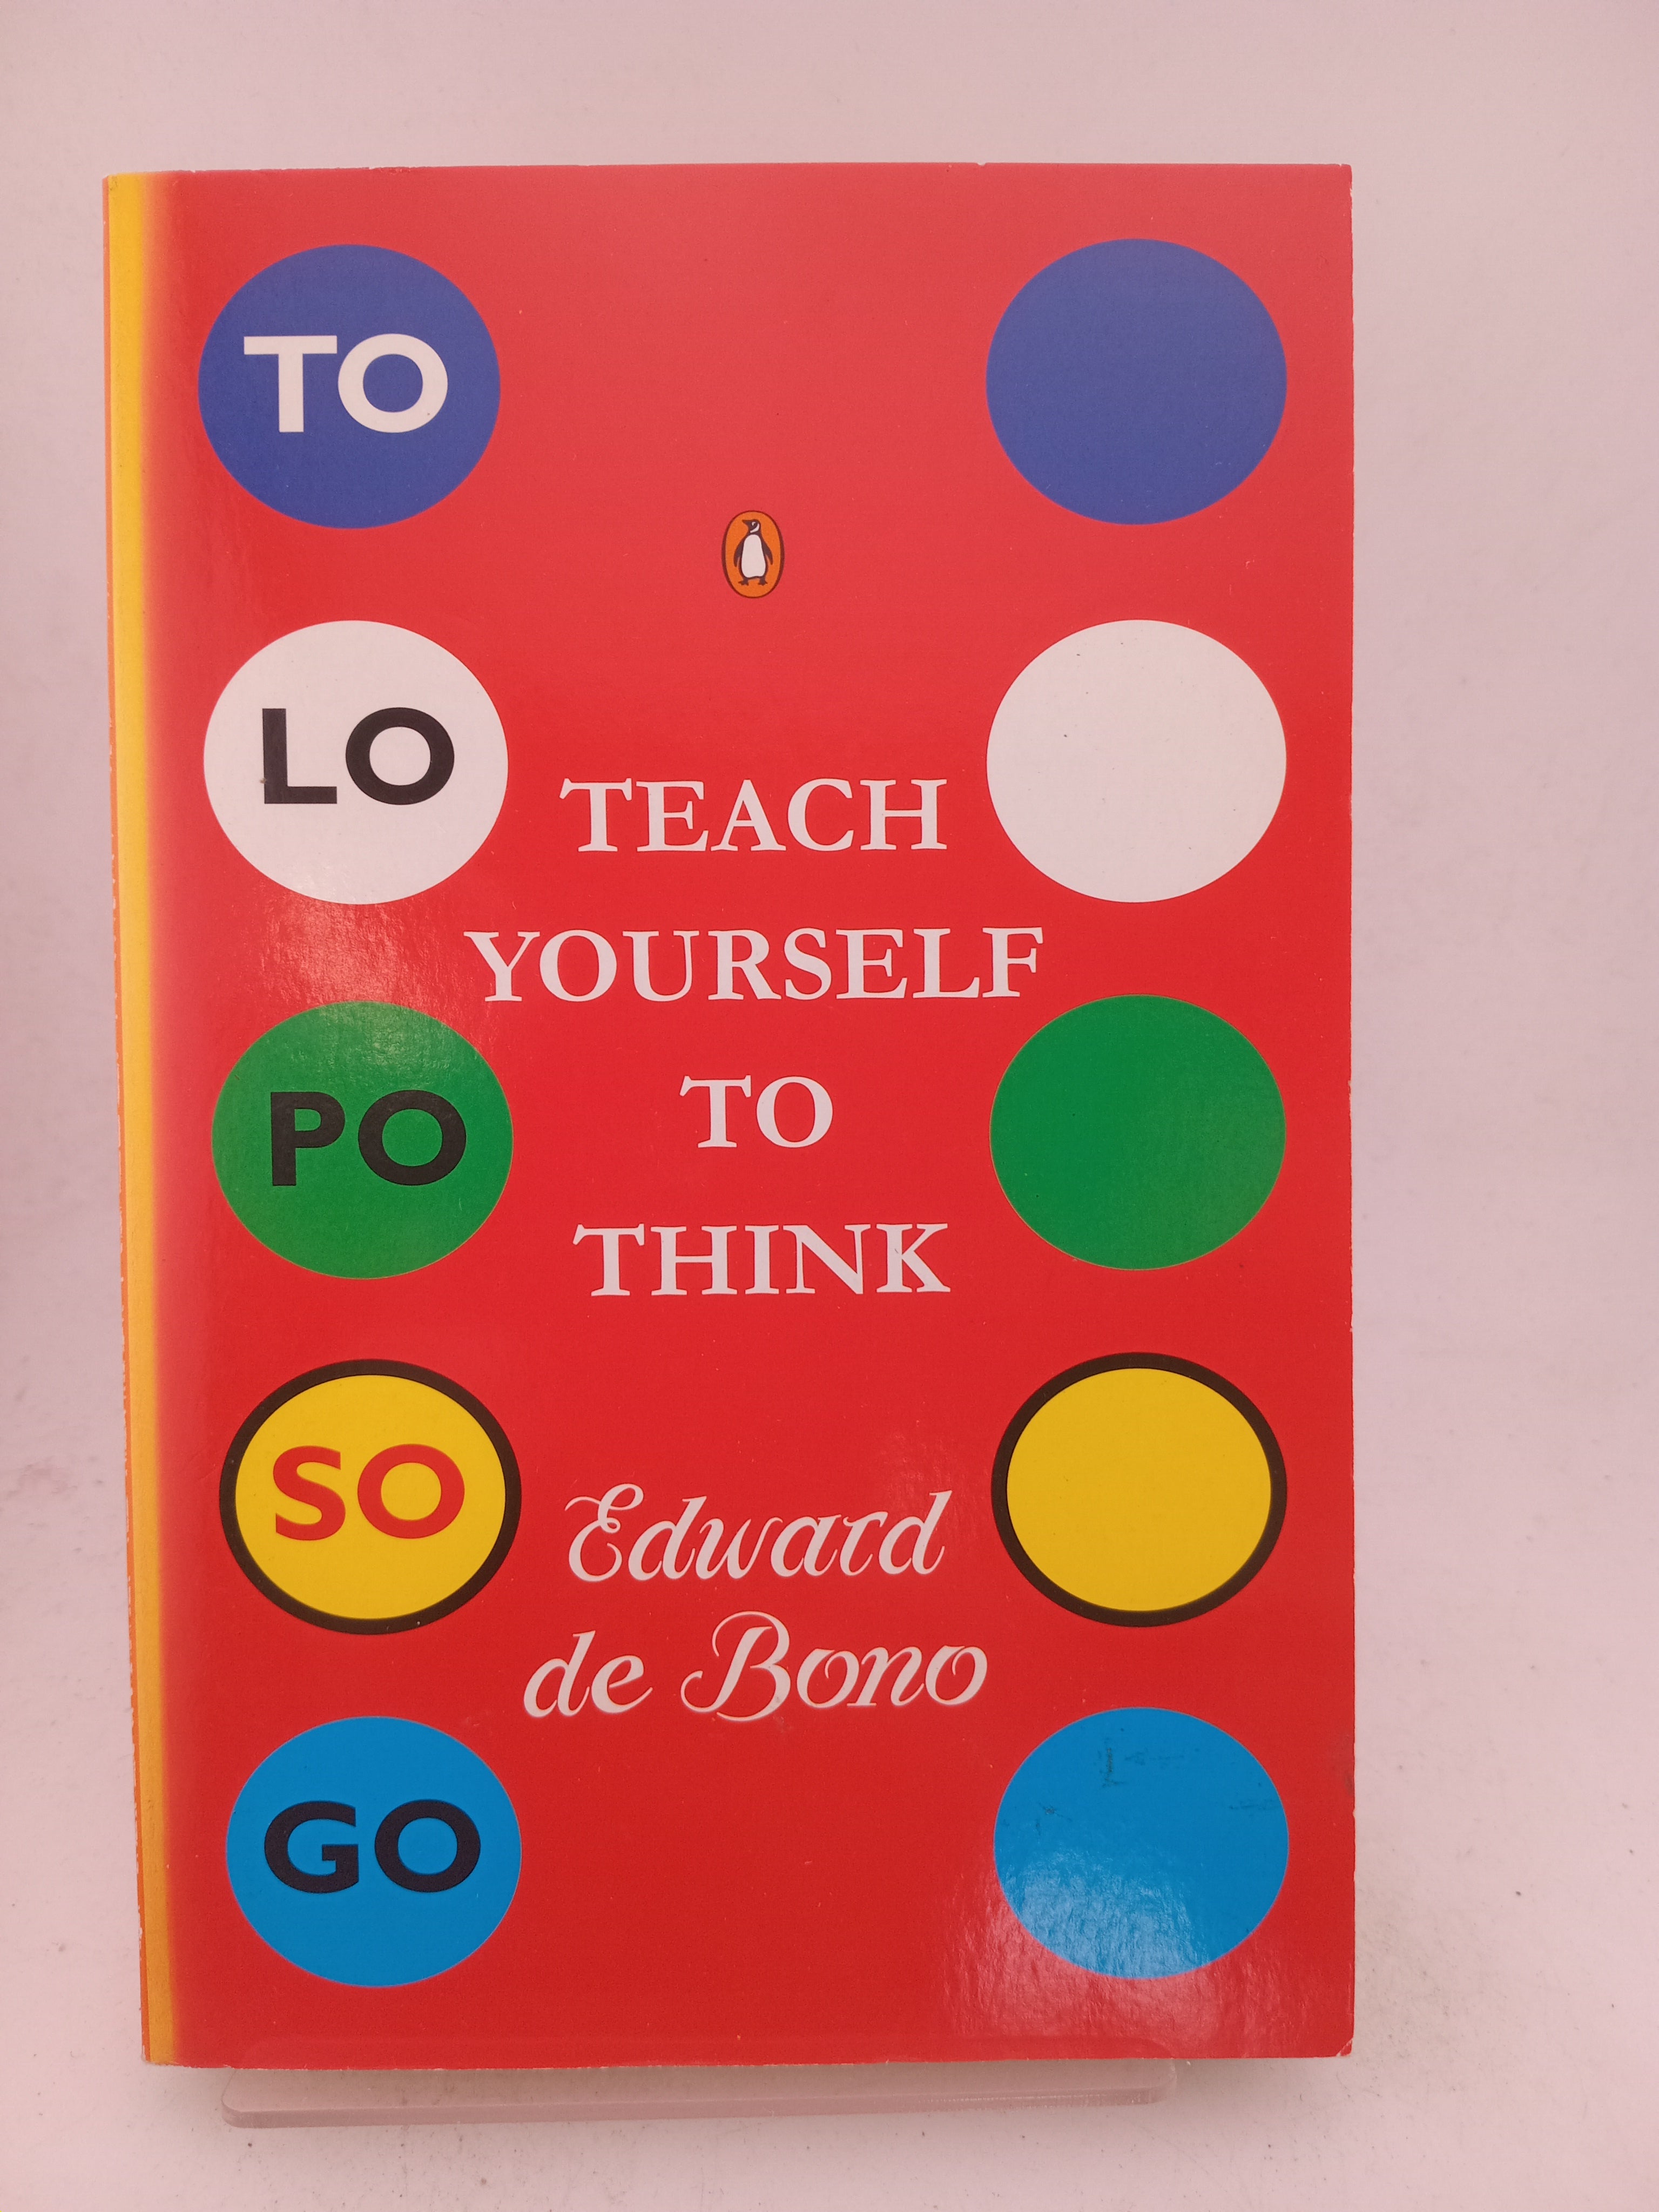 TO
LO
PO
SO
GO
TEACH
YOURSELF
TO
THINK
Edward
de Bono